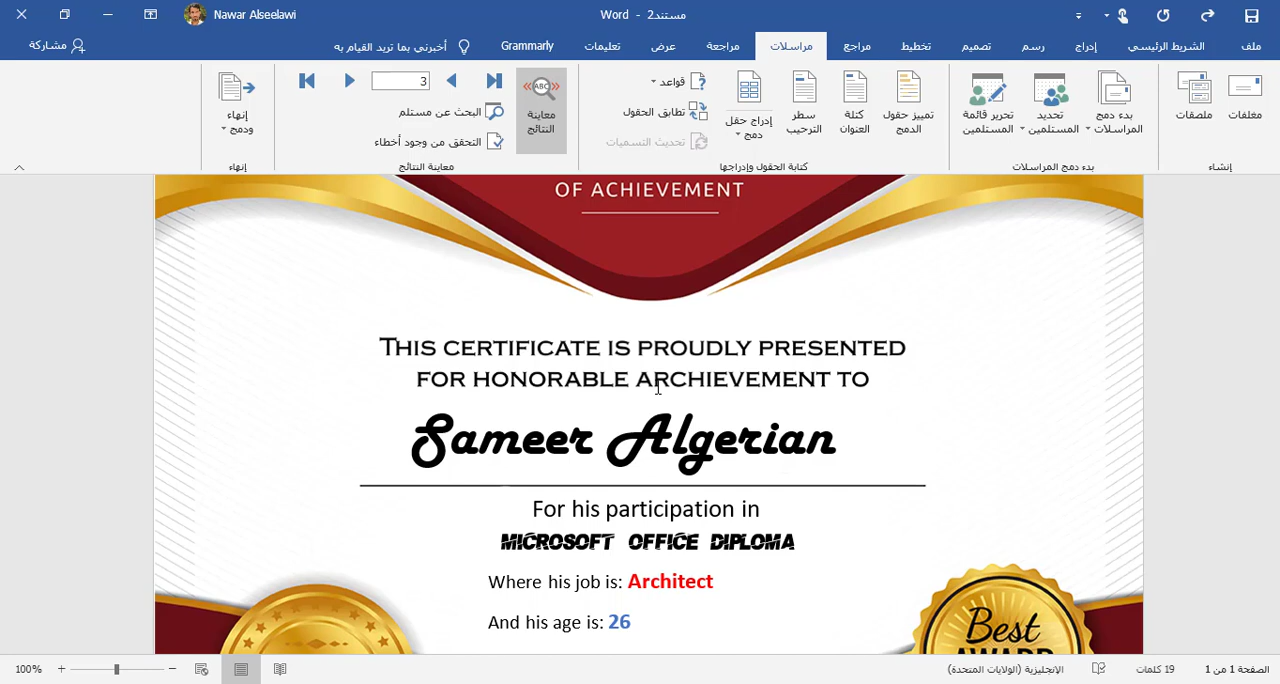 Nawar Alseelawi
مستند2 - Word
ملف
الشريط الرئيسي
إدراج
رسم
تصميم
تخطيط
مراجع
مراسلات
مراجعة
عرض
تعليمات
Grammarly
أخبرني بما تريد القيام به
مشاركة
مغلفات
ملصقات
إنشاء
بدء دمج
المراسلات
تحديد
المستلمين
تحرير قائمة
المستلمين
بدء دمج المراسلات
تمييز حقول
الدمج
كتلة
العنوان
سطر
الترحيب
إدراج حقل
دمج
قواعد
تطابق الحقول
تحديث التسميات
كتابة الحقول وإدراجها
ABC
معاينة
النتائج
3
البحث عن مستلم
التحقق من وجود أخطاء
معاينة النتائج
إنهاء
ودمج
إنهاء
OF ACHIEVEMENT
THIS CERTIFICATE IS PROUDLY PRESENTED
FOR HONORABLE ARCHIEVEMENT TO
Sameer Algerian
For his participation in
MICROSOFT OFFICE DIPLOMA
Where his job is: Architect
And his age is: 26
Best
AWARD
الصفحة 1 من 1
19 كلمات
الإنجليزية (الولايات المتحدة)
100%